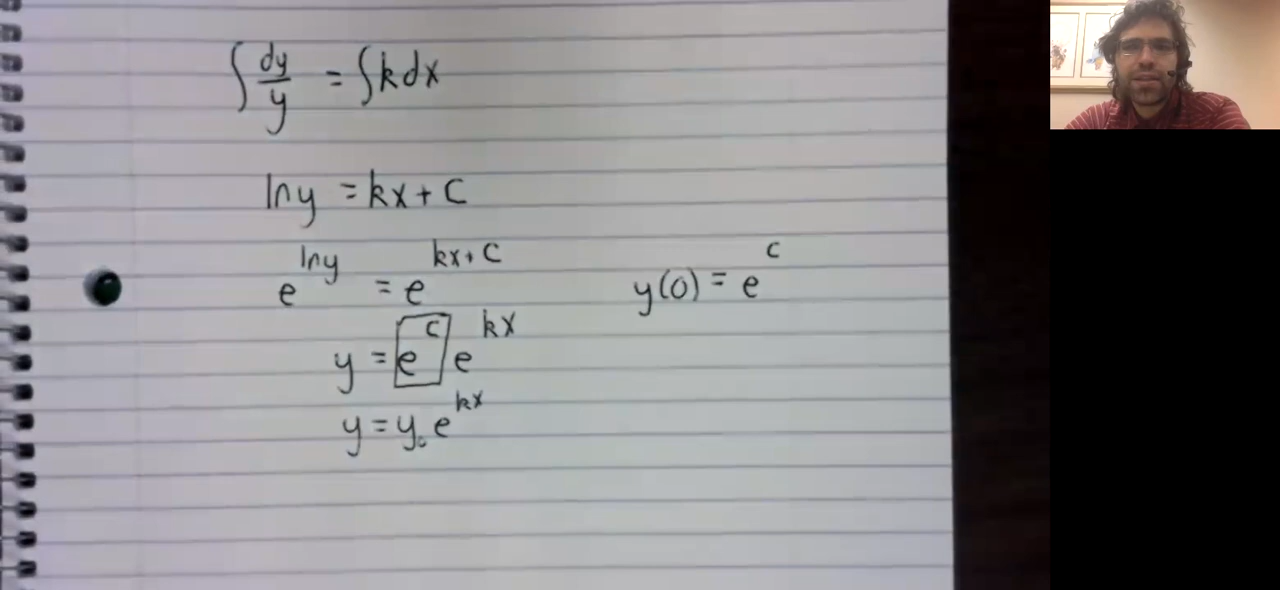 ∫ dy/y = ∫ k dx
ln y = kx + C
e^(ln y) = e^(kx + C)
y(0) = e^C
y = e^C e^(kx)
y = y₀ e^(kx)